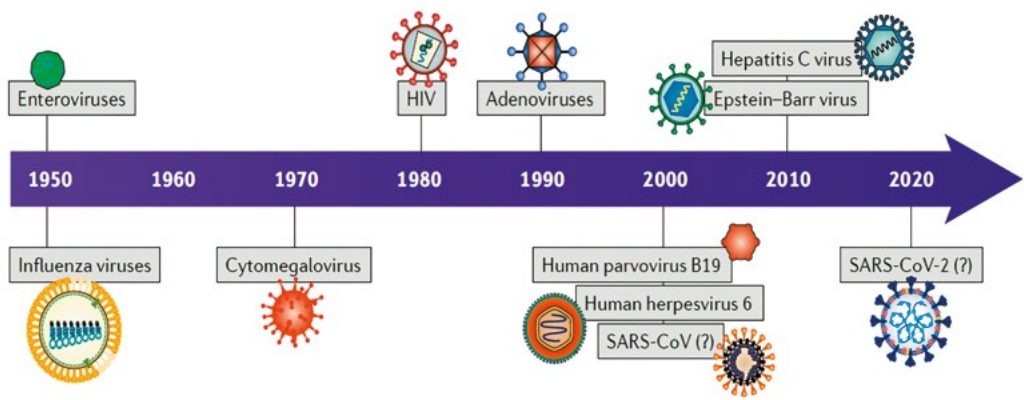 Hepatitis C virus
Enteroviruses
HIV
Adenoviruses
Epstein–Barr virus
1950 1960 1970 1980 1990 2000 2010 2020
Influenza viruses
Cytomegalovirus
Human parvovirus B19
SARS-CoV-2 (?)
Human herpesvirus 6
SARS-CoV (?)